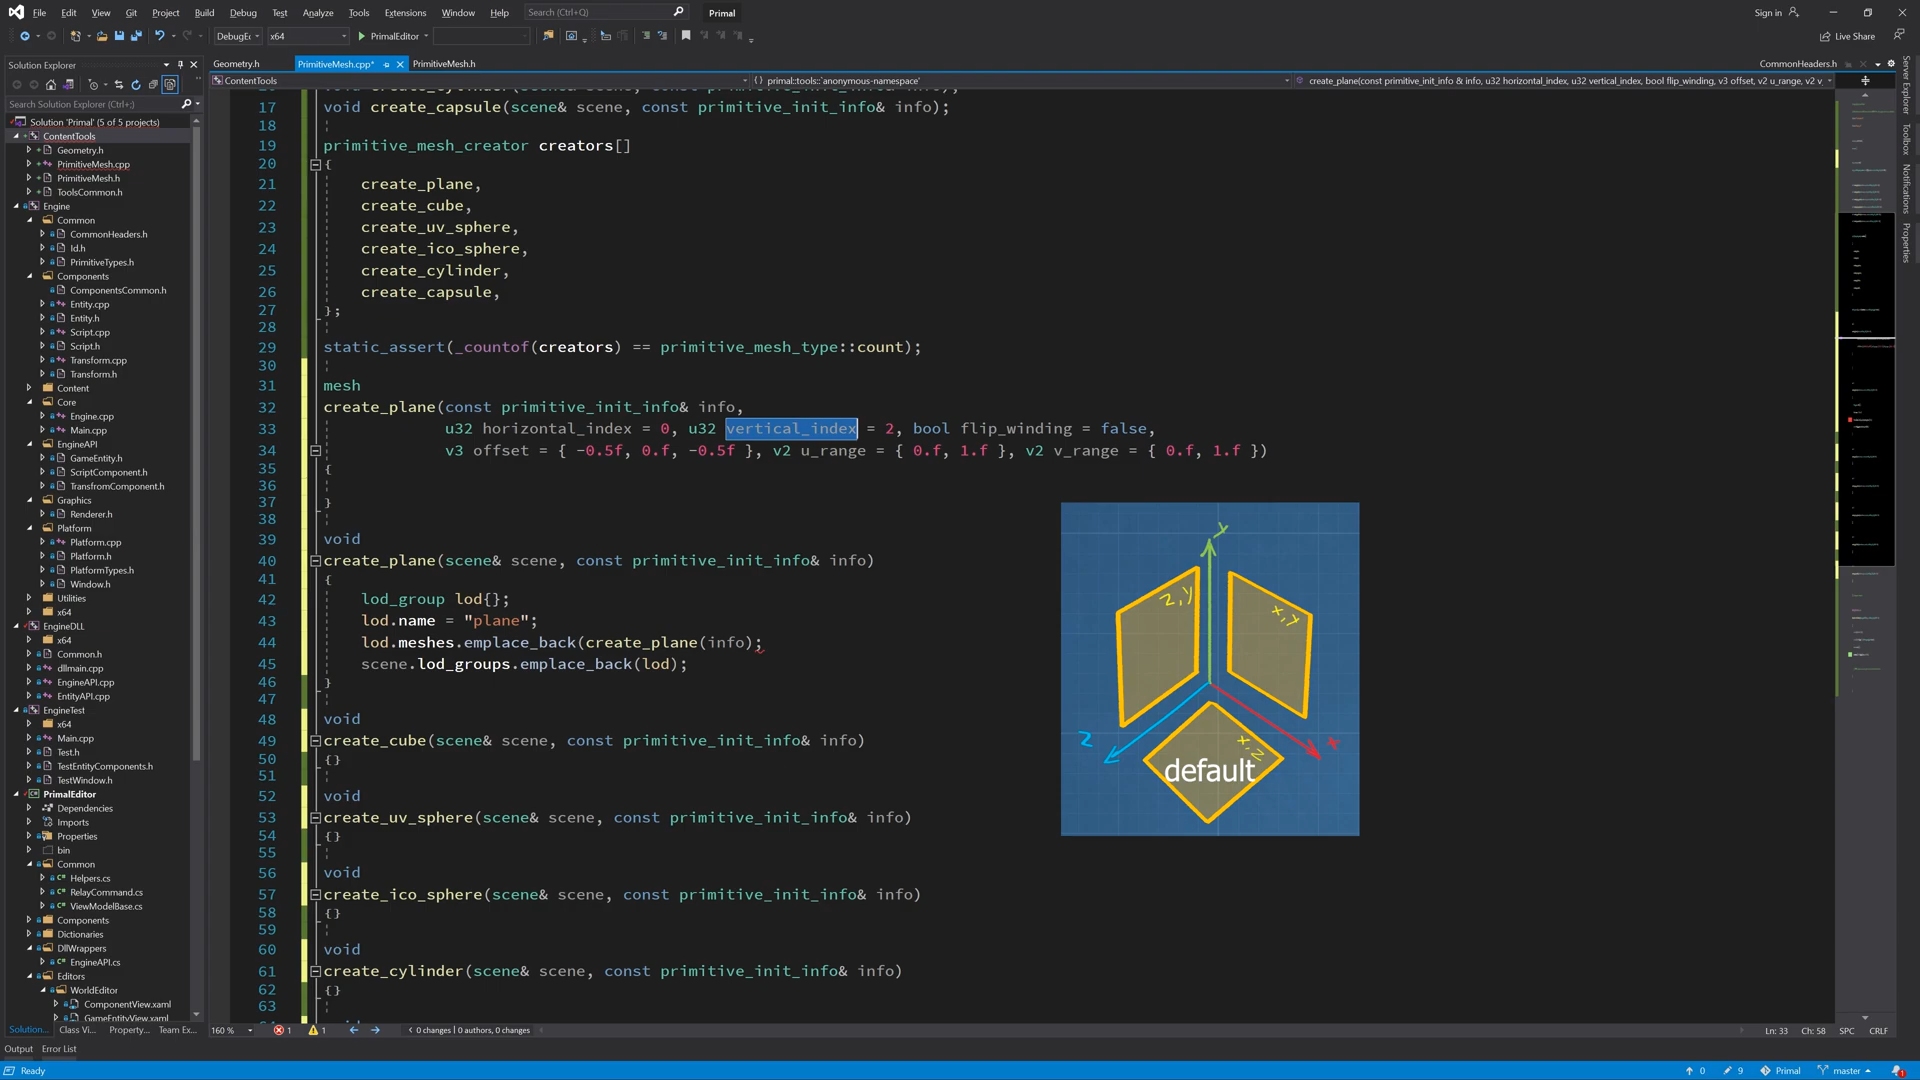 File Edit View Git Project Build Debug Test Analyze Tools Extensions Window Help Search (Ctrl+Q) Primal Sign in
DebugEc x64 PrimalEditor Live Share
Solution Explorer Geometry.h PrimitiveMesh.cpp* PrimitiveMesh.h CommonHeaders.h
ContentTools primal::tools::`anonymous-namespace' create_plane(const primitive_init_info & info, u32 horizontal_index, u32 vertical_index, bool flip_winding, v3 offset, v2 u_range, v2 v_
Search Solution Explorer (Ctrl+;)
Solution 'Primal' (5 of 5 projects)
ContentTools
Geometry.h
PrimitiveMesh.cpp
PrimitiveMesh.h
ToolsCommon.h
Engine
Common
CommonHeaders.h
Id.h
PrimitiveTypes.h
Components
ComponentsCommon.h
Entity.cpp
Entity.h
Script.cpp
Script.h
Transform.cpp
Transform.h
Content
Core
Engine.cpp
Main.cpp
EngineAPI
GameEntity.h
ScriptComponent.h
TransfromComponent.h
Graphics
Renderer.h
Platform
Platform.cpp
Platform.h
PlatformTypes.h
Window.h
Utilities
x64
EngineDLL
x64
Common.h
dllmain.cpp
EngineAPI.cpp
EntityAPI.cpp
EngineTest
x64
Main.cpp
Test.h
TestEntityComponents.h
TestWindow.h
PrimalEditor
Dependencies
Imports
Properties
bin
Common
Helpers.cs
RelayCommand.cs
ViewModelBase.cs
Components
Dictionaries
DllWrappers
EngineAPI.cs
Editors
WorldEditor
ComponentView.xaml
GameEntityView.xaml
Solution... Class Vi... Property... Team Ex...
17 void create_capsule(scene& scene, const primitive_init_info& info);
18
19 primitive_mesh_creator creators[]
20 {
21 create_plane,
22 create_cube,
23 create_uv_sphere,
24 create_ico_sphere,
25 create_cylinder,
26 create_capsule,
27 };
28
29 static_assert(_countof(creators) == primitive_mesh_type::count);
30
31 mesh
32 create_plane(const primitive_init_info& info,
33 u32 horizontal_index = 0, u32 vertical_index = 2, bool flip_winding = false,
34 v3 offset = { -0.5f, 0.f, -0.5f }, v2 u_range = { 0.f, 1.f }, v2 v_range = { 0.f, 1.f })
35 {
36
37 }
38
39 void
40 create_plane(scene& scene, const primitive_init_info& info)
41 {
42 lod_group lod{};
43 lod.name = "plane";
44 lod.meshes.emplace_back(create_plane(info);
45 scene.lod_groups.emplace_back(lod);
46 }
47
48 void
49 create_cube(scene& scene, const primitive_init_info& info)
50 {}
51
52 void
53 create_uv_sphere(scene& scene, const primitive_init_info& info)
54 {}
55
56 void
57 create_ico_sphere(scene& scene, const primitive_init_info& info)
58 {}
59
60 void
61 create_cylinder(scene& scene, const primitive_init_info& info)
62 {}
63
y
z,y
x,y
z
x
x,z
default
Server Explorer
Toolbox
Notifications
Properties
160 % 1 1 0 changes | 0 authors, 0 changes Ln: 33 Ch: 58 SPC CRLF
Output Error List
Ready 0 9 Primal master 1